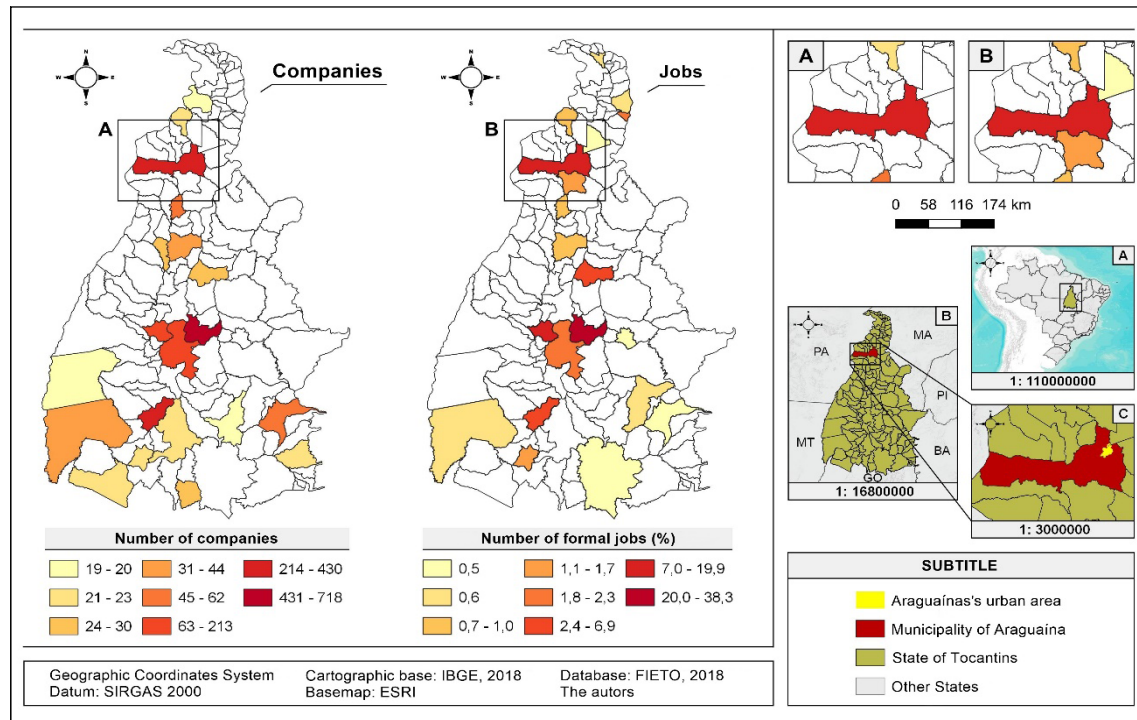 Companies
N
W
E
S
A
Jobs
N
W
E
S
B
Number of companies
19 - 20
31 - 44
214 - 430
21 - 23
45 - 62
431 - 718
24 - 30
63 - 213
Number of formal jobs (%)
0,5
1,1 - 1,7
7,0 - 19,9
0,6
1,8 - 2,3
20,0 - 38,3
0,7 - 1,0
2,4 - 6,9
Geographic Coordinates System
Datum: SIRGAS 2000
Cartographic base: IBGE, 2018
Basemap: ESRI
Database: FIETO, 2018
The autors
A
B
0 58 116 174 km
A
1: 110000000
B
PA
MA
PI
MT
BA
GO
1: 16800000
C
1: 3000000
SUBTITLE
Araguaínas's urban area
Municipality of Araguaína
State of Tocantins
Other States